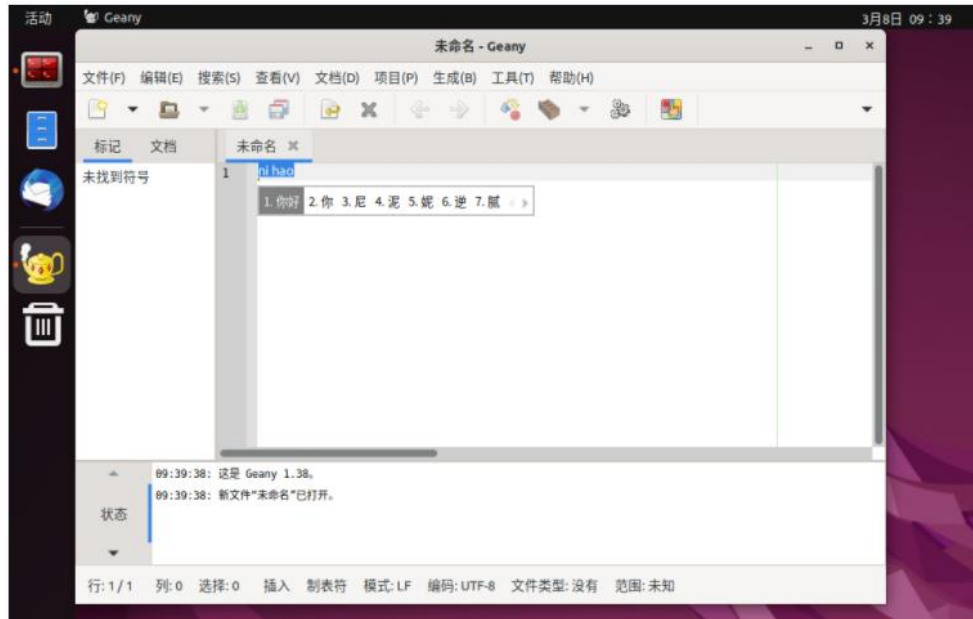 活动 Geany 3月8日 09：39
未命名 - Geany
文件(F) 编辑(E) 搜索(S) 查看(V) 文档(D) 项目(P) 生成(B) 工具(T) 帮助(H)
标记 文档 未命名
未找到符号 1 ni hao
1. 你好 2. 你 3. 尼 4. 泥 5. 妮 6. 逆 7. 腻
09:39:38: 这是 Geany 1.38。
09:39:38: 新文件“未命名”已打开。
状态
行: 1 / 1 列: 0 选择: 0 插入 制表符 模式: LF 编码: UTF-8 文件类型: 没有 范围: 未知